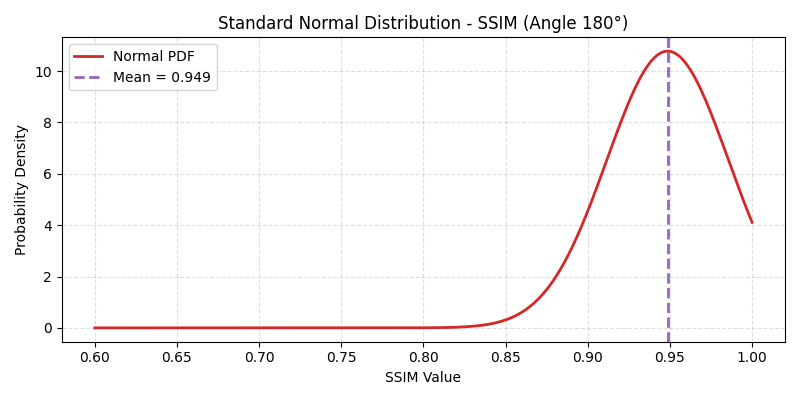 Standard Normal Distribution - SSIM (Angle 180°)
Normal PDF
Mean = 0.949
Probability Density
10
8
6
4
2
0
0.60 0.65 0.70 0.75 0.80 0.85 0.90 0.95 1.00
SSIM Value